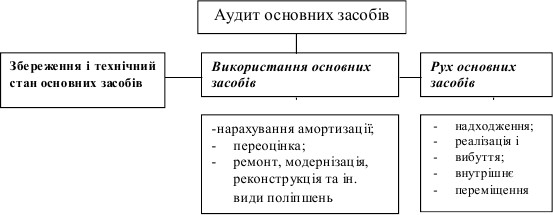 Аудит основних засобів
Збереження і технічний
стан основних засобів
Використання основних
засобів
Рух основних
засобів
-нарахування амортизації;
- переоцінка;
- ремонт, модернізація,
реконструкція та ін.
види поліпшень
- надходження;
- реалізація і
- вибуття;
- внутрішнє
- переміщення